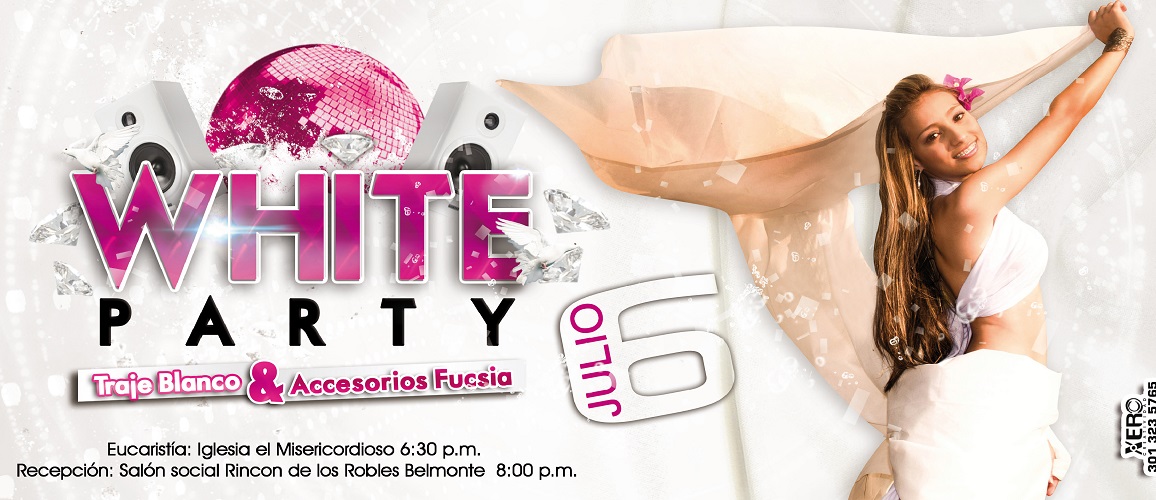 WHITE
PARTY
Traje Blanco & Accesorios Fucsia
JULIO 6
Eucaristía: Iglesia el Misericordioso 6:30 p.m.
Recepción: Salón social Rincon de los Robles Belmonte 8:00 p.m.
XERO
301 323 5765